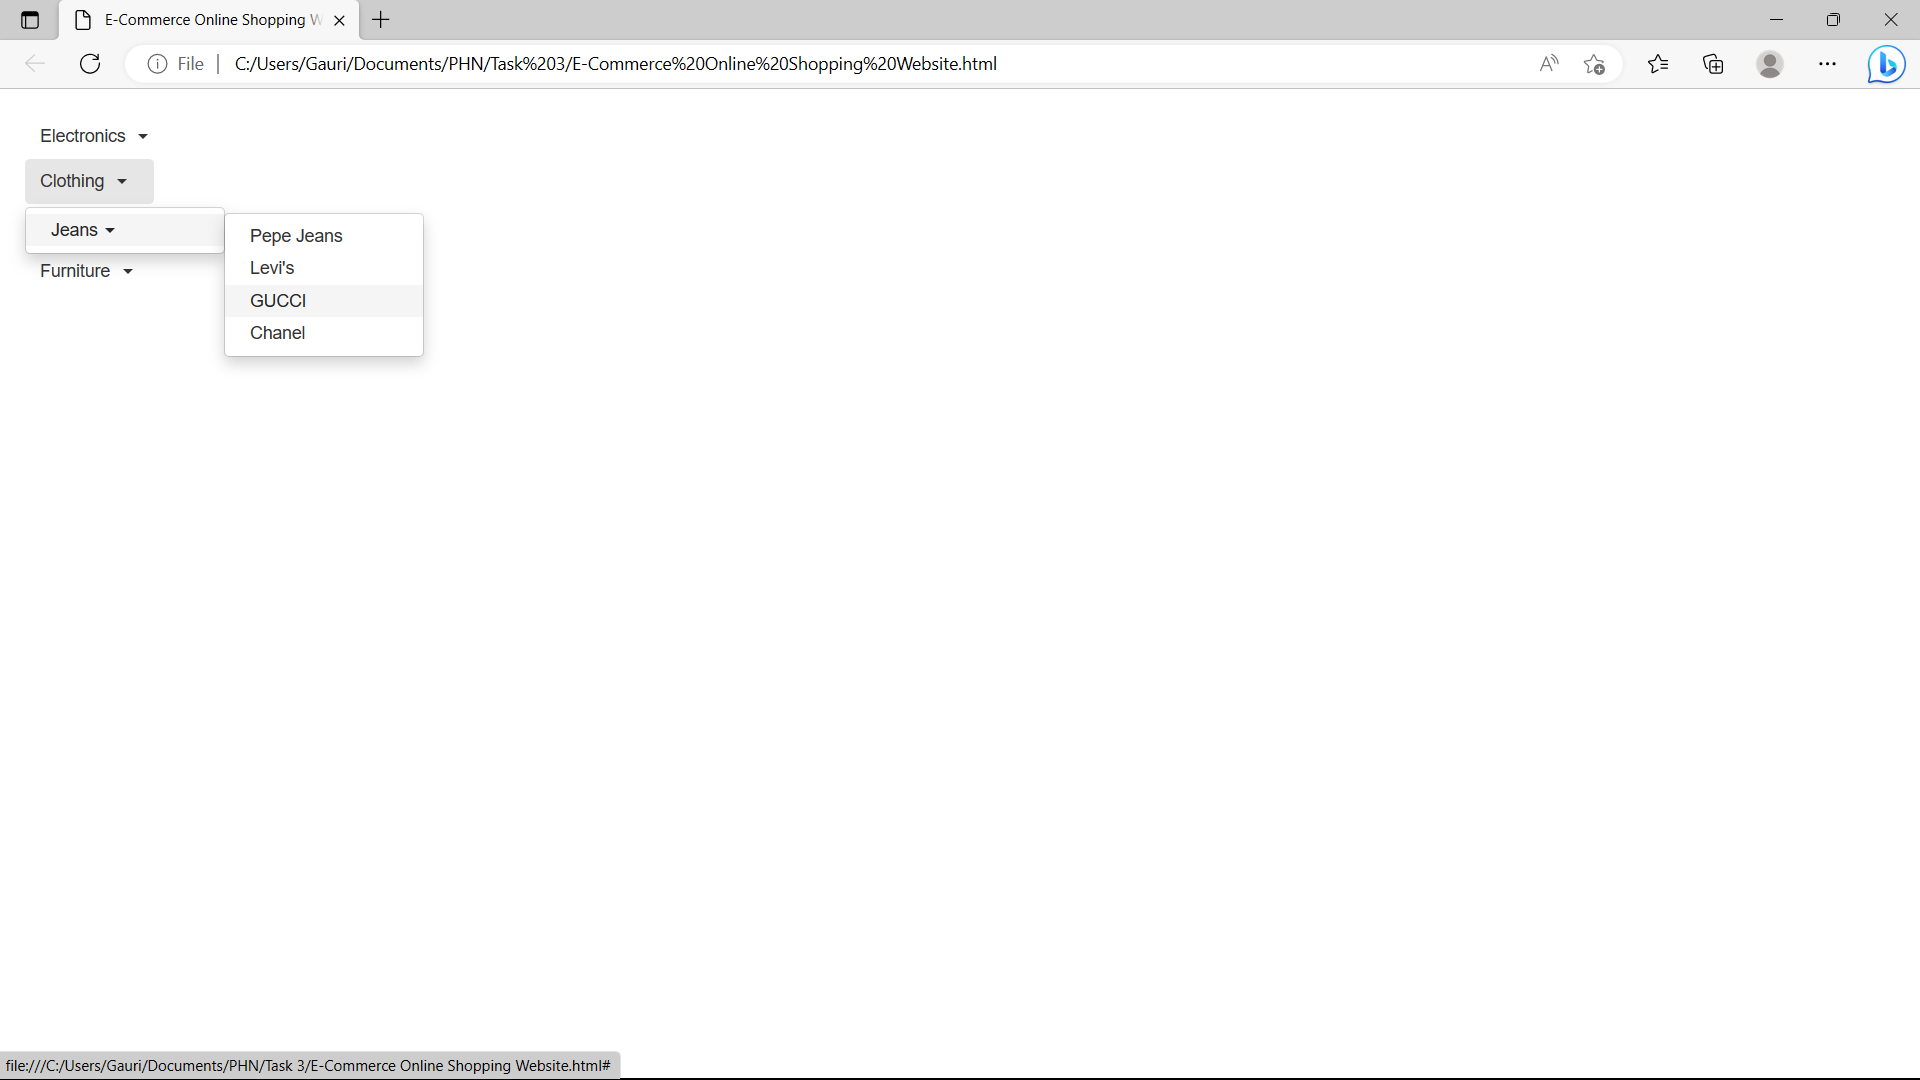 E-Commerce Online Shopping W
File
C:/Users/Gauri/Documents/PHN/Task%203/E-Commerce%20Online%20Shopping%20Website.html
Electronics
Clothing
Jeans
Pepe Jeans
Levi's
Furniture
GUCCI
Chanel
file:///C:/Users/Gauri/Documents/PHN/Task 3/E-Commerce Online Shopping Website.html#